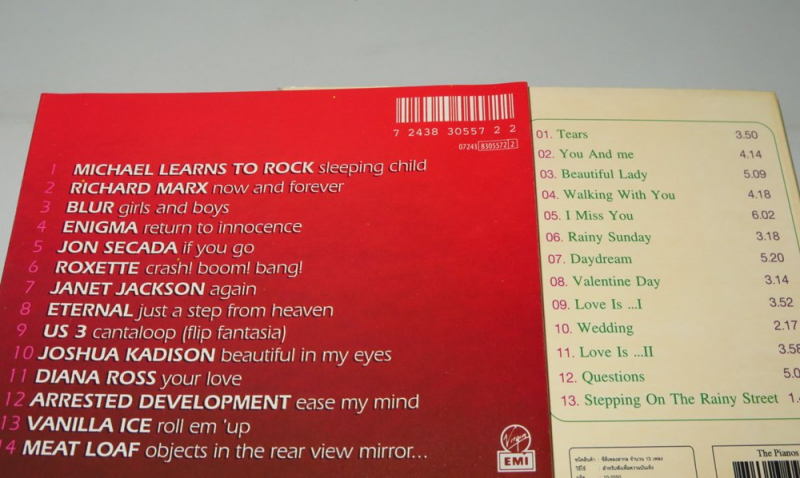 7 24383 05572 2
07243 8305572 2
1 MICHAEL LEARNS TO ROCK sleeping child
2 RICHARD MARX now and forever
3 BLUR girls and boys
4 ENIGMA return to innocence
5 JON SECADA if you go
6 ROXETTE crash! boom! bang!
7 JANET JACKSON again
8 ETERNAL just a step from heaven
9 US 3 cantaloop (flip fantasia)
10 JOSHUA KADISON beautiful in my eyes
11 DIANA ROSS your love
12 ARRESTED DEVELOPMENT ease my mind
13 VANILLA ICE roll em 'up
14 MEAT LOAF objects in the rear view mirror...
Virgin
EMI
01. Tears 3.50
02. You And me 4.14
03. Beautiful Lady 5.09
04. Walking With You 4.18
05. I Miss You 6.02
06. Rainy Sunday 3.18
07. Daydream 5.20
08. Valentine Day 3.14
09. Love Is ...I 3.52
10. Wedding 2.17
11. Love Is ...II 3.58
12. Questions 5.0
13. Stepping On The Rainy Street 1.
The Pianos